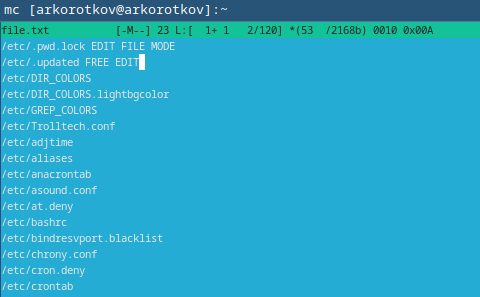 mc [arkorotkov@arkorotkov]:~
file.txt [-M--] 23 L:[ 1+ 1 2/120] *(53 /2168b) 0010 0x00A
/etc/.pwd.lock EDIT FILE MODE
/etc/.updated FREE EDIT
/etc/DIR_COLORS
/etc/DIR_COLORS.lightbgcolor
/etc/GREP_COLORS
/etc/Trolltech.conf
/etc/adjtime
/etc/aliases
/etc/anacrontab
/etc/asound.conf
/etc/at.deny
/etc/bashrc
/etc/bindresvport.blacklist
/etc/chrony.conf
/etc/cron.deny
/etc/crontab